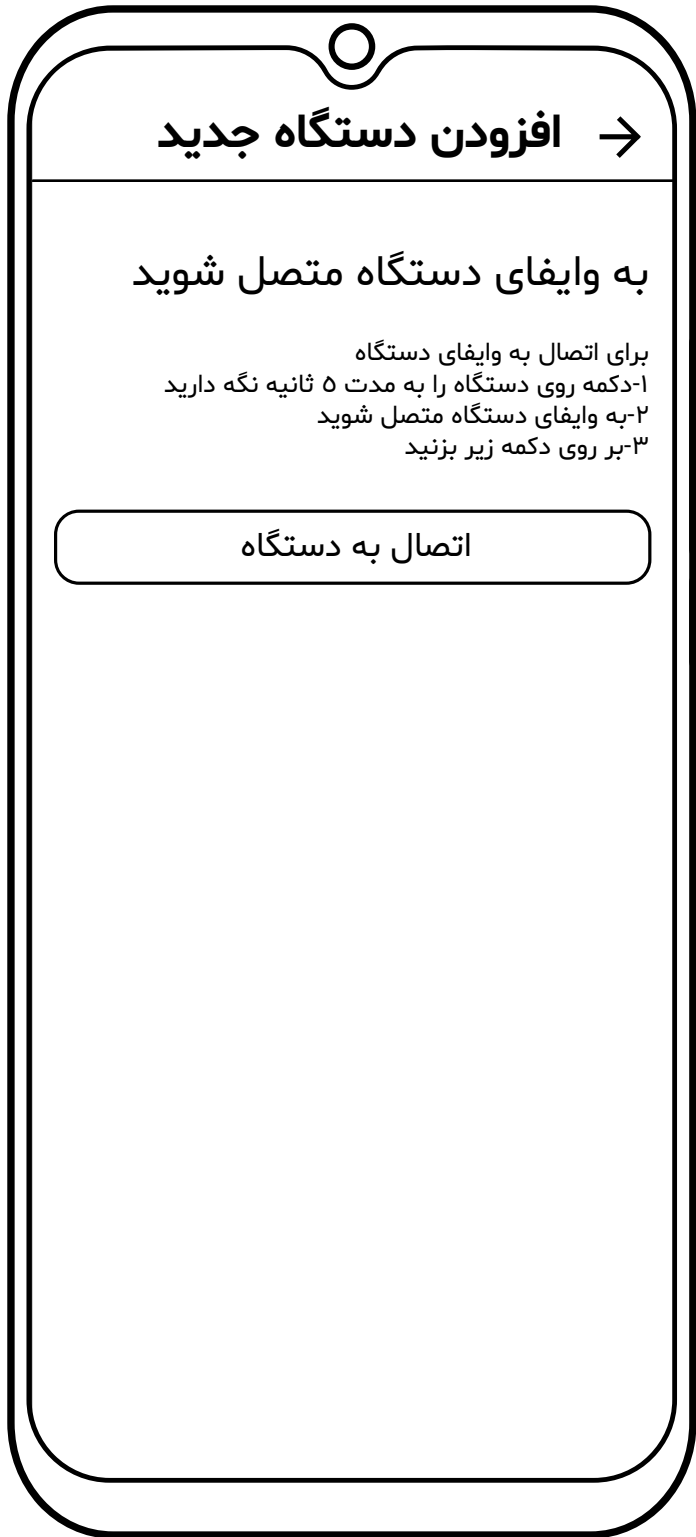 افزودن دستگاه جدید
به وایفای دستگاه متصل شوید
برای اتصال به وایفای دستگاه
۱-دکمه روی دستگاه را به مدت ۵ ثانیه نگه دارید
۲-به وایفای دستگاه متصل شوید
۳-بر روی دکمه زیر بزنید
اتصال به دستگاه